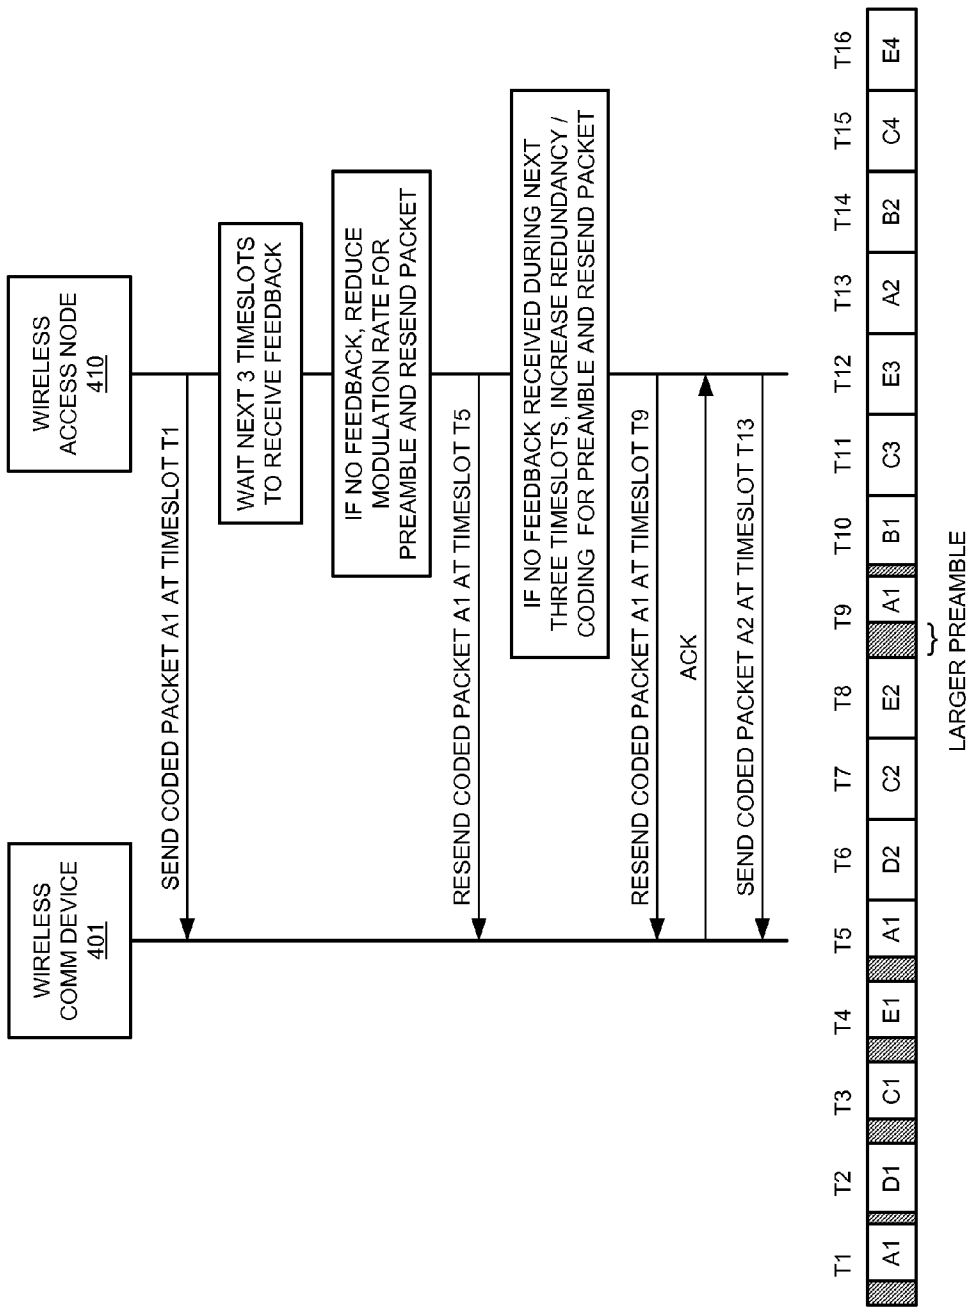 WIRELESS
COMM DEVICE
401
WIRELESS
ACCESS NODE
410
SEND CODED PACKET A1 AT TIMESLOT T1
WAIT NEXT 3 TIMESLOTS
TO RECEIVE FEEDBACK
IF NO FEEDBACK, REDUCE
MODULATION RATE FOR
PREAMBLE AND RESEND PACKET
RESEND CODED PACKET A1 AT TIMESLOT T5
IF NO FEEDBACK RECEIVED DURING NEXT
THREE TIMESLOTS, INCREASE REDUNDANCY /
CODING FOR PREAMBLE AND RESEND PACKET
RESEND CODED PACKET A1 AT TIMESLOT T9
ACK
SEND CODED PACKET A2 AT TIMESLOT T13
T1 T2 T3 T4 T5 T6 T7 T8 T9 T10 T11 T12 T13 T14 T15 T16
A1 D1 C1 E1 A1 D2 C2 E2 A1 B1 C3 E3 A2 B2 C4 E4
LARGER PREAMBLE